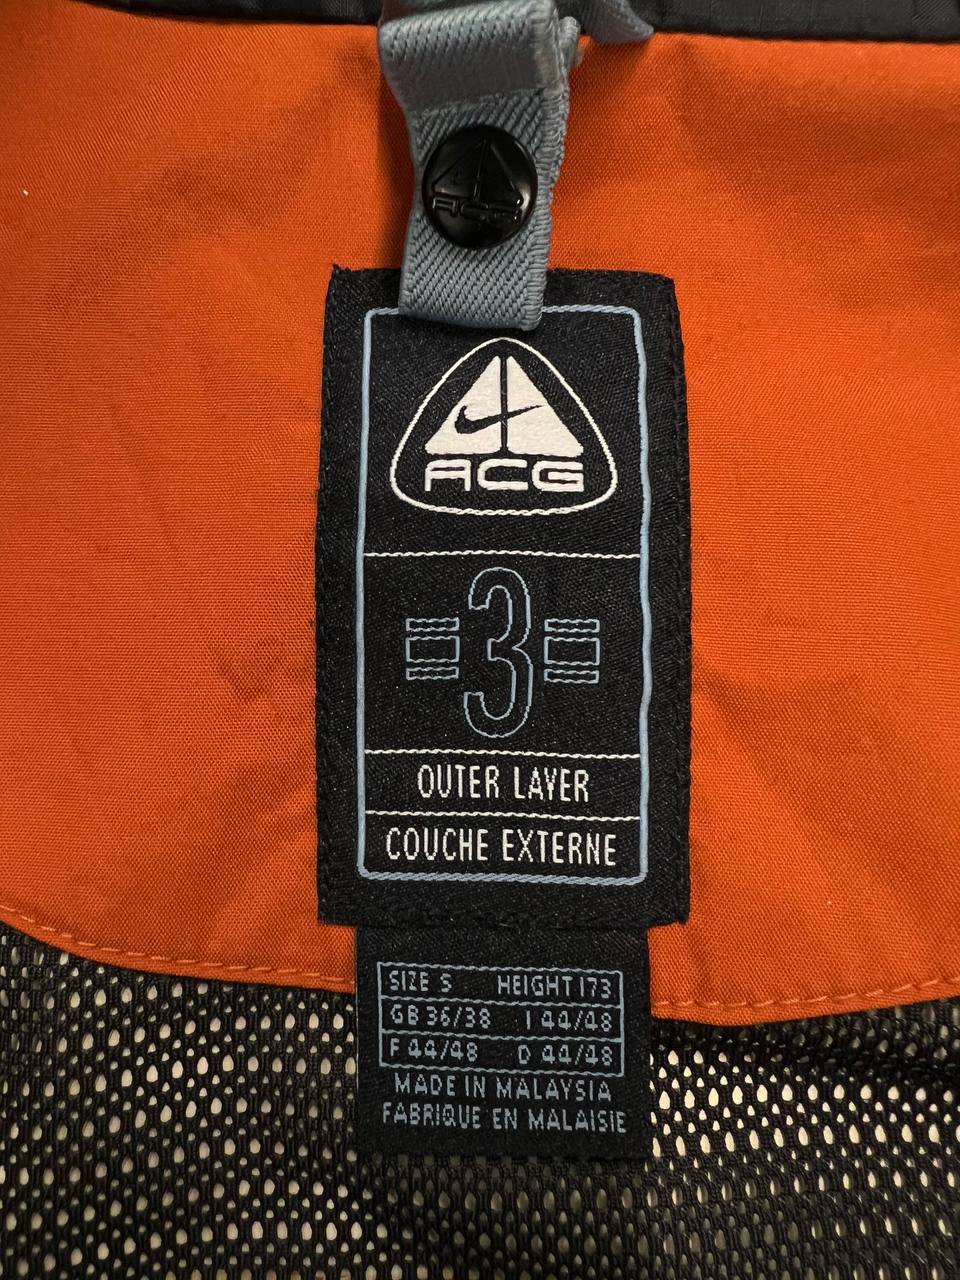 ACG
ACG
3
OUTER LAYER
COUCHE EXTERNE
SIZE S HEIGHT 173
GB 36/38 I 44/48
F 44/48 D 44/48
MADE IN MALAYSIA
FABRIQUE EN MALAISIE